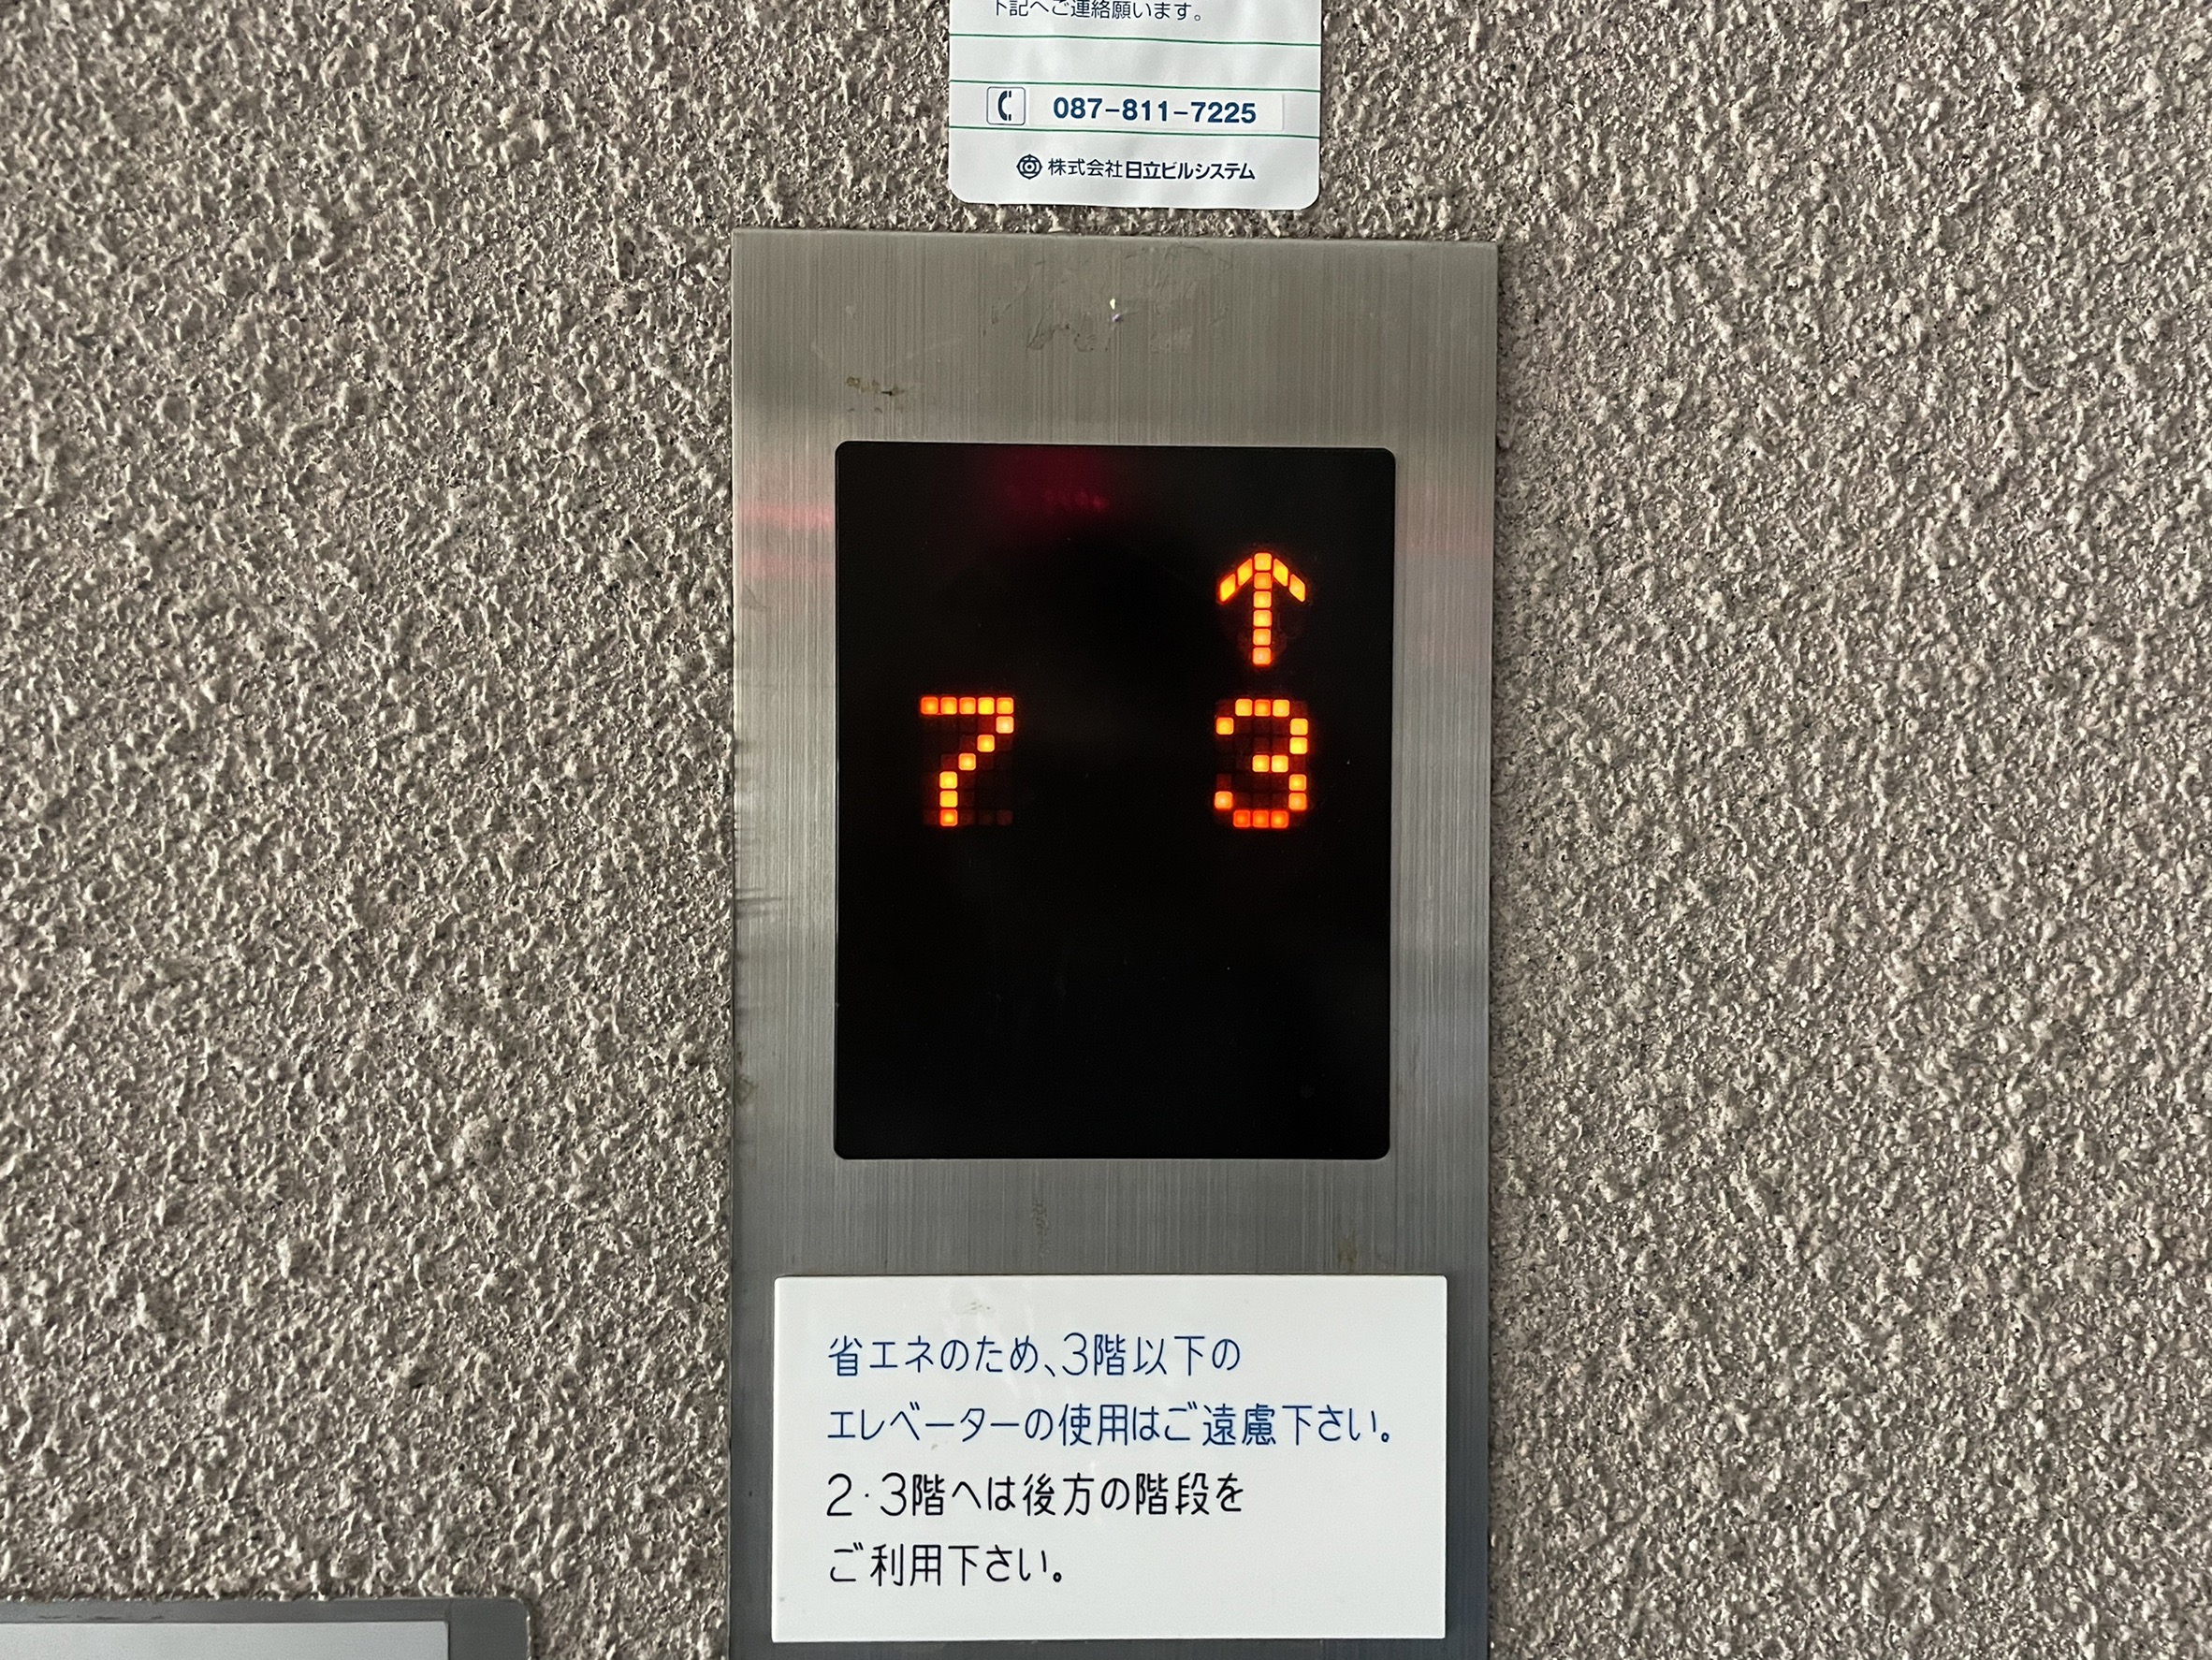 下記へご連絡願います。
087-811-7225
株式会社日立ビルシステム
↑
7 3
省エネのため、3階以下の
エレベーターの使用はご遠慮下さい。
2・3階へは後方の階段を
ご利用下さい。